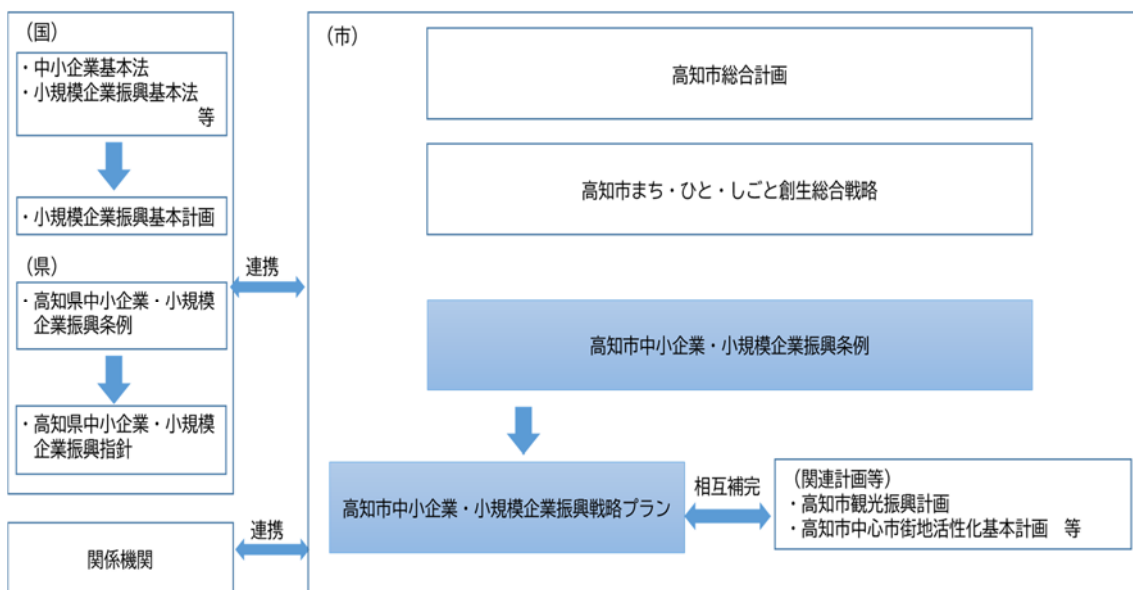 （国）
・中小企業基本法
・小規模企業振興基本法
等
・小規模企業振興基本計画
（県）
・高知県中小企業・小規模
企業振興条例
・高知県中小企業・小規模
企業振興指針
関係機関
連携
連携
（市）
高知市総合計画
高知市まち・ひと・しごと創生総合戦略
高知市中小企業・小規模企業振興条例
高知市中小企業・小規模企業振興戦略プラン
相互補完
（関連計画等）
・高知市観光振興計画
・高知市中心市街地活性化基本計画　等